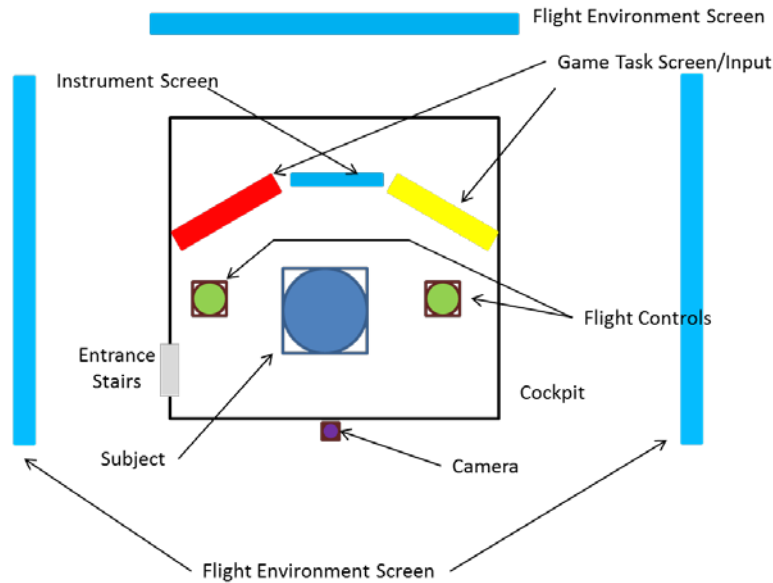 Flight Environment Screen
Game Task Screen/Input
Instrument Screen
Flight Controls
Entrance
Stairs
Cockpit
Subject
Camera
Flight Environment Screen